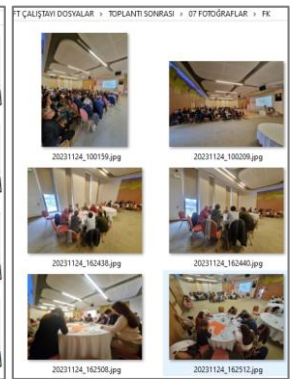 FT ÇALIŞTAYI DOSYALAR > TOPLANTI SONRASI > 07 FOTOĞRAFLAR > FK
20231124_100159.jpg
20231124_100209.jpg
20231124_162438.jpg
20231124_162440.jpg
20231124_162508.jpg
20231124_162512.jpg